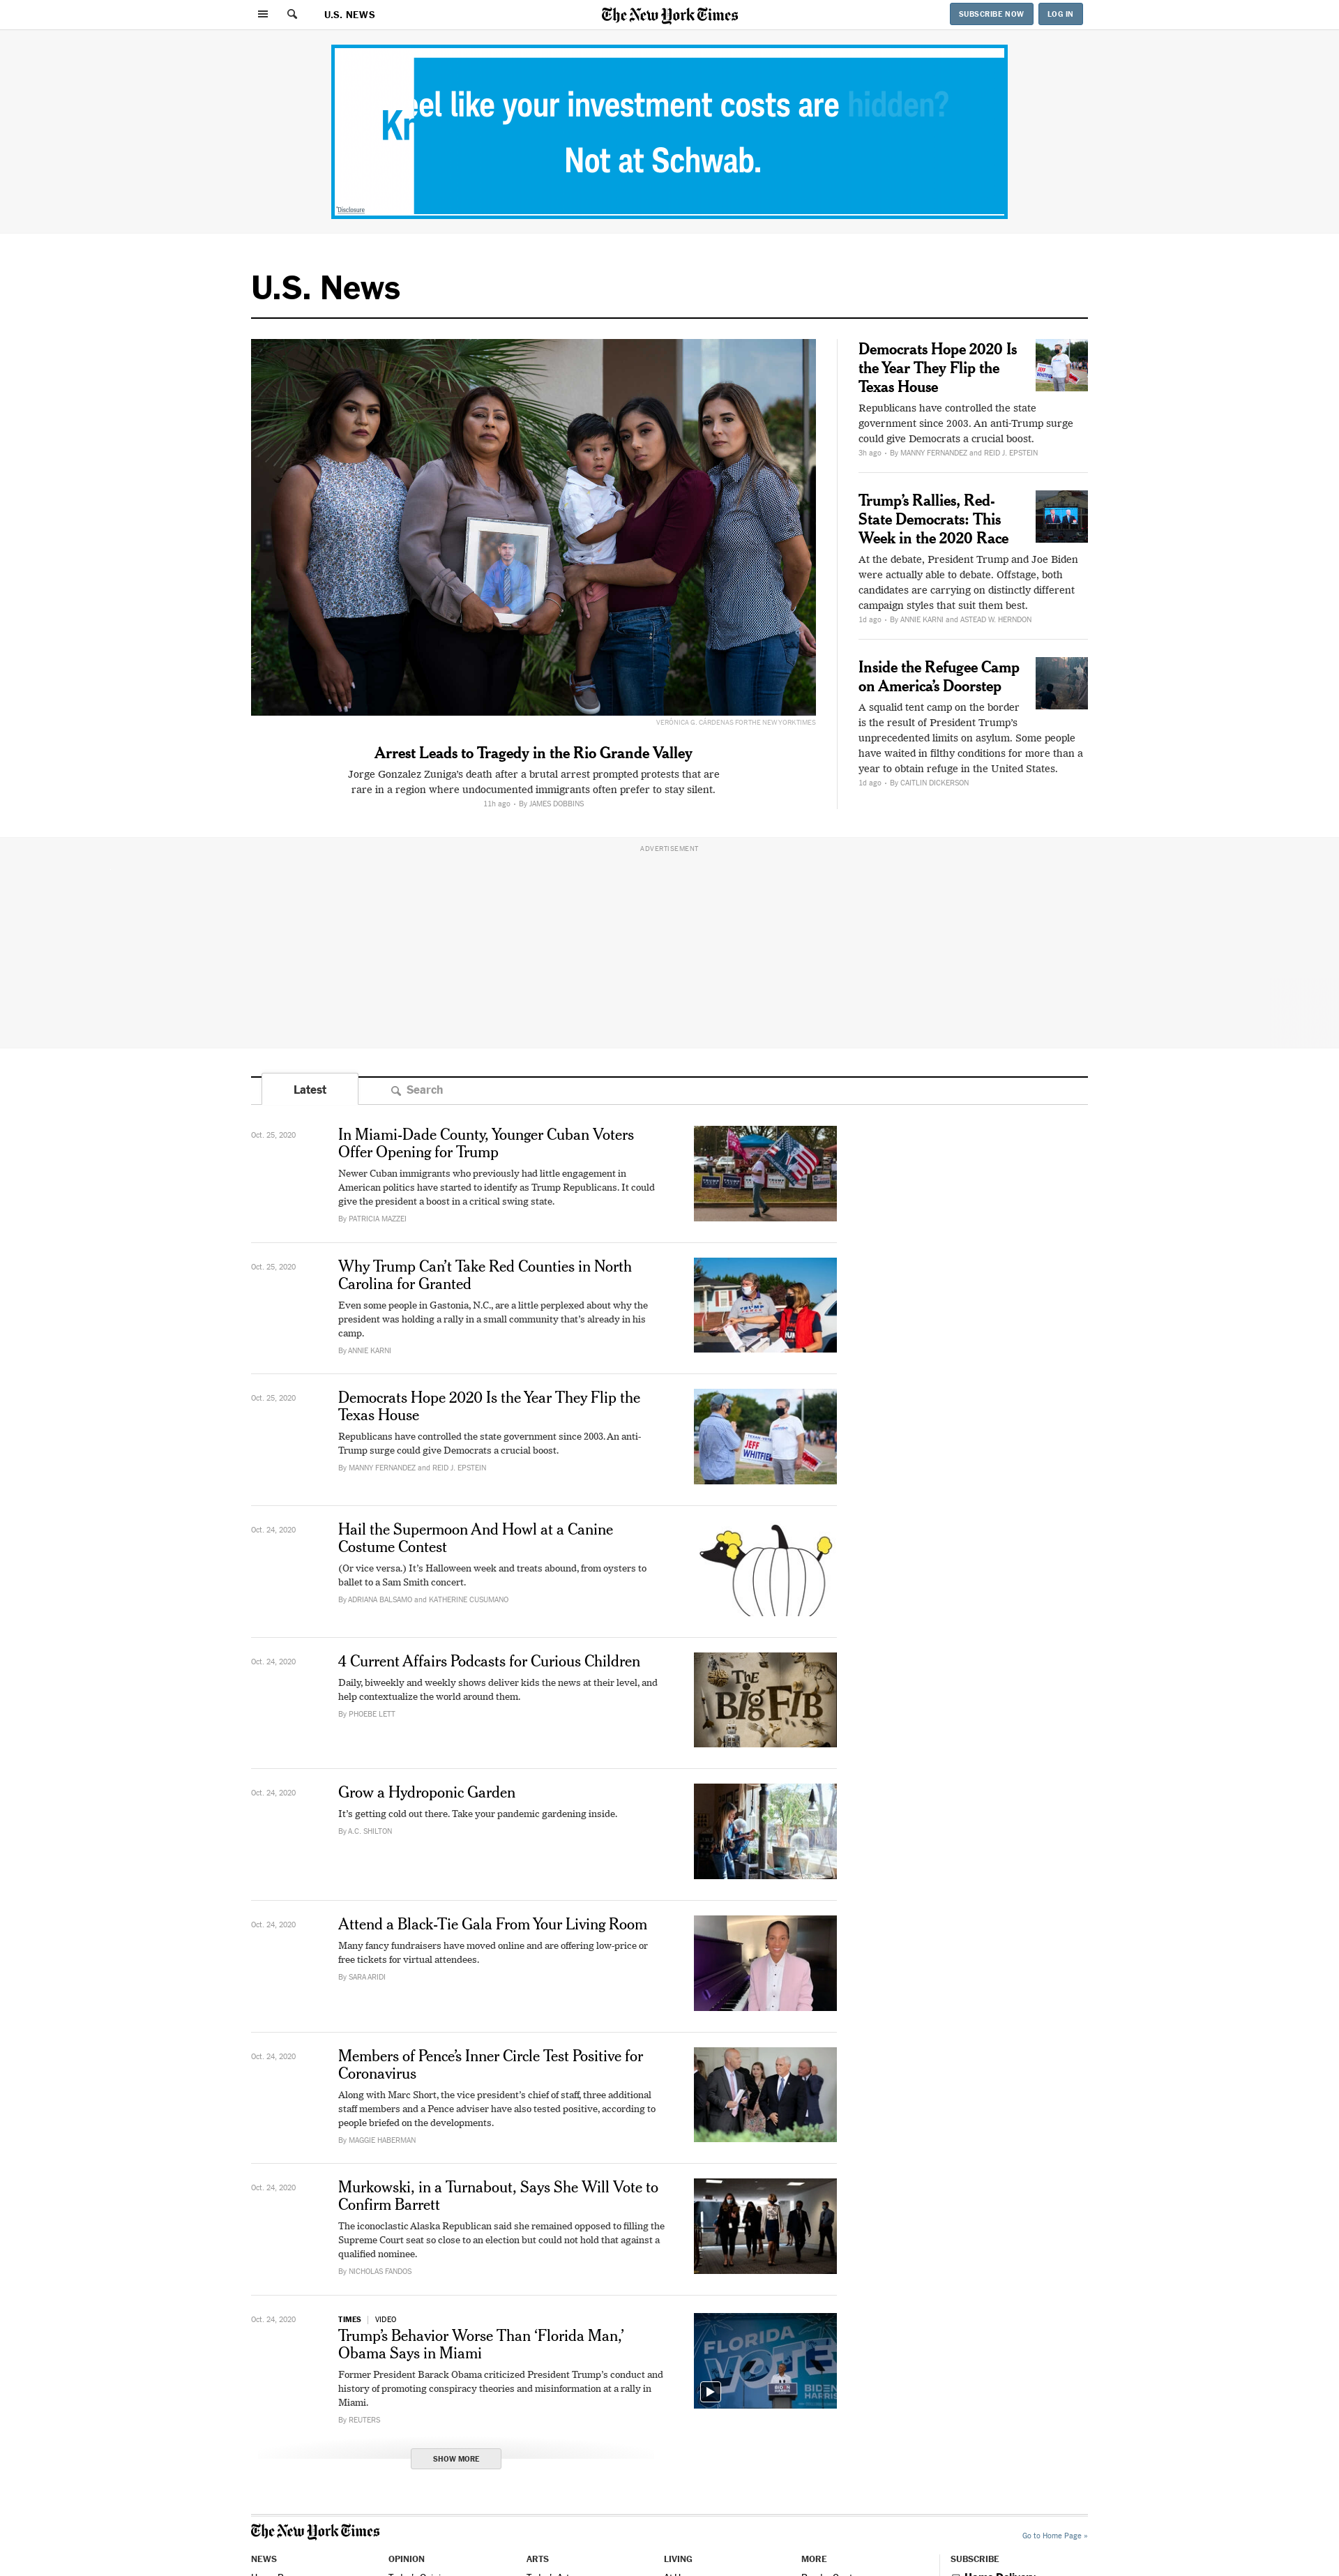 U.S. NEWS
The New York Times
SUBSCRIBE NOW
LOG IN
eel like your investment costs are hidden?
Kr
Not at Schwab.
*Disclosure
U.S. News
VERÓNICA G. CÁRDENAS FOR THE NEW YORK TIMES
Arrest Leads to Tragedy in the Rio Grande Valley
Jorge Gonzalez Zuniga's death after a brutal arrest prompted protests that are
rare in a region where undocumented immigrants often prefer to stay silent.
11h ago • By JAMES DOBBINS
Democrats Hope 2020 Is
the Year They Flip the
Texas House
Republicans have controlled the state
government since 2003. An anti-Trump surge
could give Democrats a crucial boost.
3h ago • By MANNY FERNANDEZ and REID J. EPSTEIN
Trump's Rallies, Red-
State Democrats: This
Week in the 2020 Race
At the debate, President Trump and Joe Biden
were actually able to debate. Offstage, both
candidates are carrying on distinctly different
campaign styles that suit them best.
1d ago • By ANNIE KARNI and ASTEAD W. HERNDON
Inside the Refugee Camp
on America's Doorstep
A squalid tent camp on the border
is the result of President Trump's
unprecedented limits on asylum. Some people
have waited in filthy conditions for more than a
year to obtain refuge in the United States.
1d ago • By CAITLIN DICKERSON
ADVERTISEMENT
Latest
Search
Oct. 25, 2020
In Miami-Dade County, Younger Cuban Voters
Offer Opening for Trump
Newer Cuban immigrants who previously had little engagement in
American politics have started to identify as Trump Republicans. It could
give the president a boost in a critical swing state.
By PATRICIA MAZZEI
Oct. 25, 2020
Why Trump Can't Take Red Counties in North
Carolina for Granted
Even some people in Gastonia, N.C., are a little perplexed about why the
president was holding a rally in a small community that's already in his
camp.
By ANNIE KARNI
Oct. 25, 2020
Democrats Hope 2020 Is the Year They Flip the
Texas House
Republicans have controlled the state government since 2003. An anti-
Trump surge could give Democrats a crucial boost.
By MANNY FERNANDEZ and REID J. EPSTEIN
JEFF
WHITFIE
Oct. 24, 2020
Hail the Supermoon And Howl at a Canine
Costume Contest
(Or vice versa.) It's Halloween week and treats abound, from oysters to
ballet to a Sam Smith concert.
By ADRIANA BALSAMO and KATHERINE CUSUMANO
Oct. 24, 2020
4 Current Affairs Podcasts for Curious Children
Daily, biweekly and weekly shows deliver kids the news at their level, and
help contextualize the world around them.
By PHOEBE LETT
THE
BIG FIB
Oct. 24, 2020
Grow a Hydroponic Garden
It's getting cold out there. Take your pandemic gardening inside.
By A.C. SHILTON
Oct. 24, 2020
Attend a Black-Tie Gala From Your Living Room
Many fancy fundraisers have moved online and are offering low-price or
free tickets for virtual attendees.
By SARA ARIDI
Oct. 24, 2020
Members of Pence's Inner Circle Test Positive for
Coronavirus
Along with Marc Short, the vice president's chief of staff, three additional
staff members and a Pence adviser have also tested positive, according to
people briefed on the developments.
By MAGGIE HABERMAN
Oct. 24, 2020
Murkowski, in a Turnabout, Says She Will Vote to
Confirm Barrett
The iconoclastic Alaska Republican said she remained opposed to filling the
Supreme Court seat so close to an election but could not hold that against a
qualified nominee.
By NICHOLAS FANDOS
Oct. 24, 2020
TIMES | VIDEO
Trump's Behavior Worse Than 'Florida Man,'
Obama Says in Miami
Former President Barack Obama criticized President Trump's conduct and
history of promoting conspiracy theories and misinformation at a rally in
Miami.
By REUTERS
FLORIDA
VOTE
BIDEN
HARRIS
SHOW MORE
The New York Times
Go to Home Page »
NEWS
OPINION
ARTS
LIVING
MORE
SUBSCRIBE